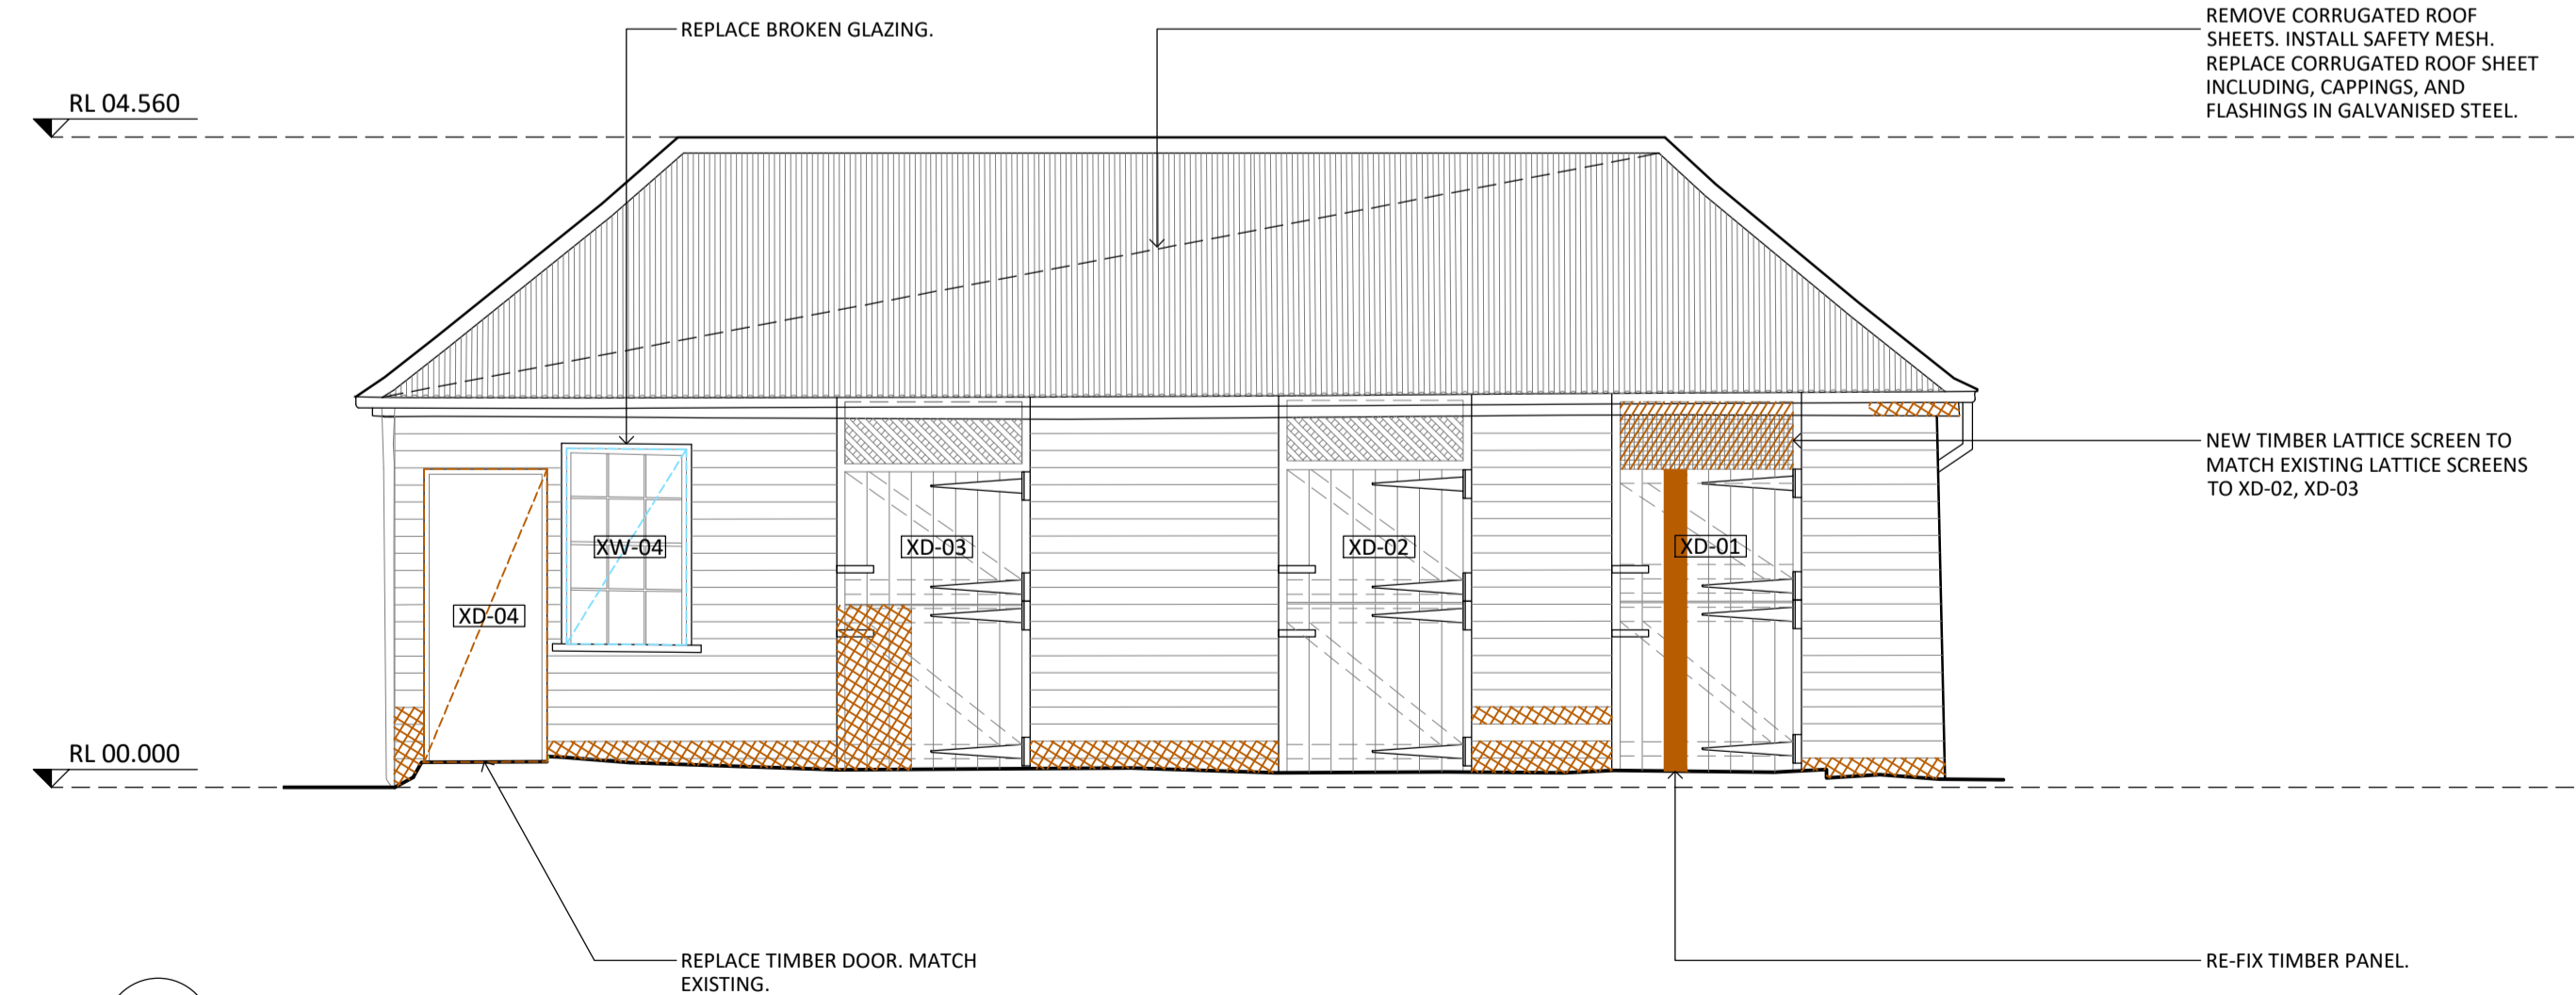 REPLACE BROKEN GLAZING.
REMOVE CORRUGATED ROOF
SHEETS. INSTALL SAFETY MESH.
REPLACE CORRUGATED ROOF SHEET
INCLUDING, CAPPINGS, AND
FLASHINGS IN GALVANISED STEEL.
RL 04.560
NEW TIMBER LATTICE SCREEN TO
MATCH EXISTING LATTICE SCREENS
TO XD-02, XD-03
XW-04
XD-03
XD-02
XD-01
XD-04
RL 00.000
REPLACE TIMBER DOOR. MATCH
EXISTING.
RE-FIX TIMBER PANEL.